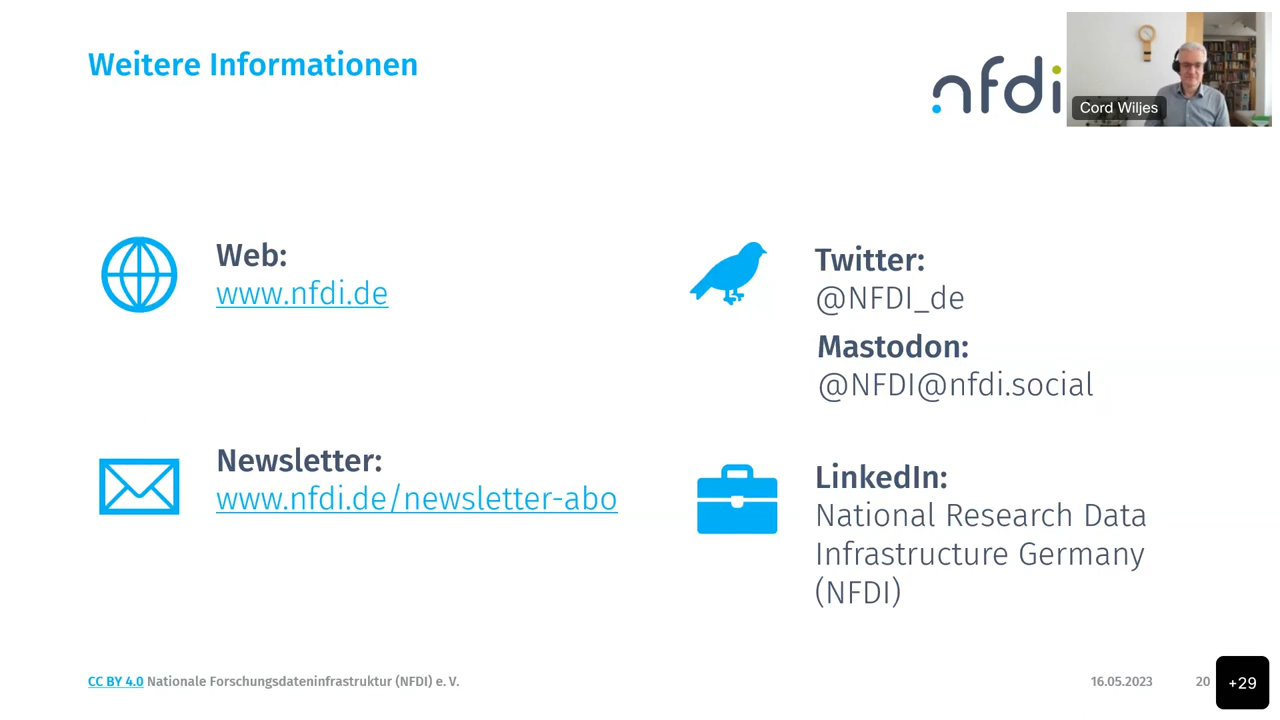 Weitere Informationen
nfdi
Cord Wiljes
Web:
www.nfdi.de
Twitter:
@NFDI_de
Mastodon:
@NFDI@nfdi.social
Newsletter:
www.nfdi.de/newsletter-abo
LinkedIn:
National Research Data
Infrastructure Germany
(NFDI)
CC BY 4.0 Nationale Forschungsdateninfrastruktur (NFDI) e. V.
16.05.2023
20
+29